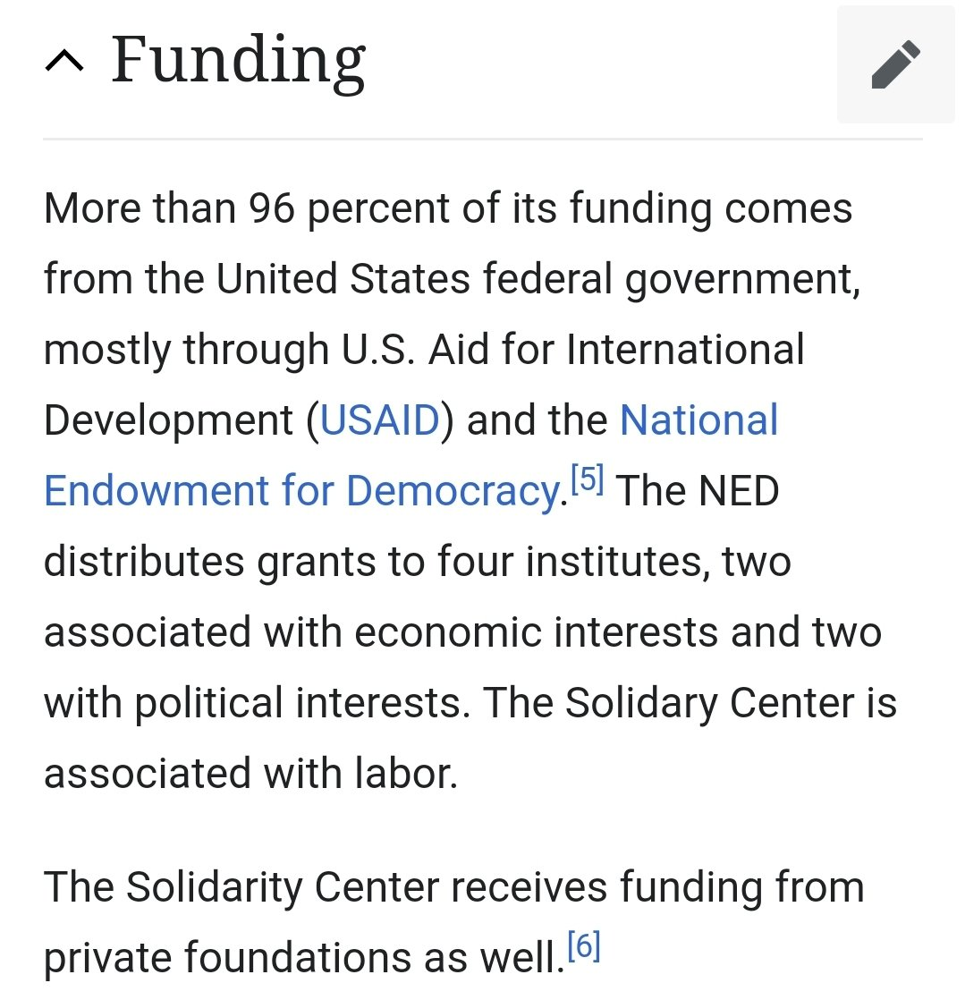 Funding
More than 96 percent of its funding comes
from the United States federal government,
mostly through U.S. Aid for International
Development (USAID) and the National
Endowment for Democracy.[5] The NED
distributes grants to four institutes, two
associated with economic interests and two
with political interests. The Solidary Center is
associated with labor.
The Solidarity Center receives funding from
private foundations as well.[6]